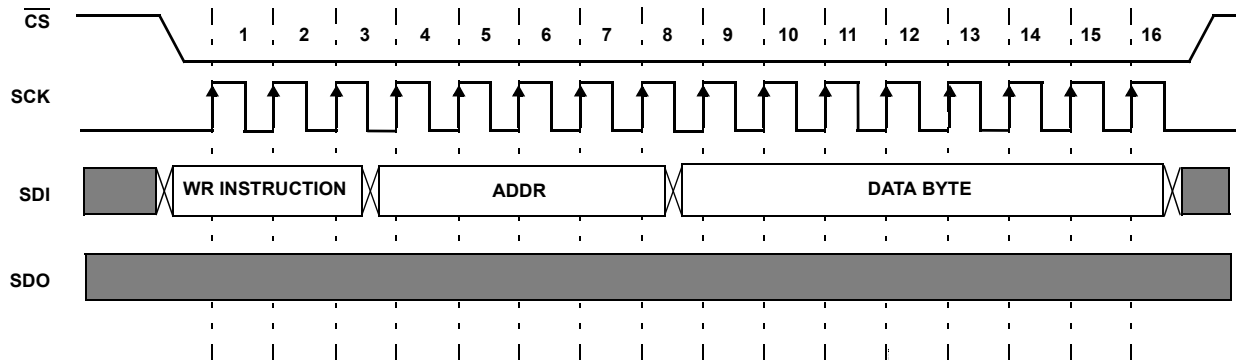 CS
1 2 3 4 5 6 7 8 9 10 11 12 13 14 15 16
SCK
SDI
WR INSTRUCTION ADDR DATA BYTE
SDO